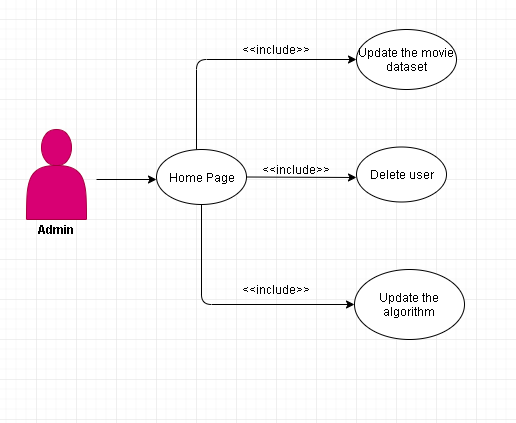 <<include>>
Update the movie
dataset
Home Page
<<include>>
Delete user
Admin
<<include>>
Update the
algorithm